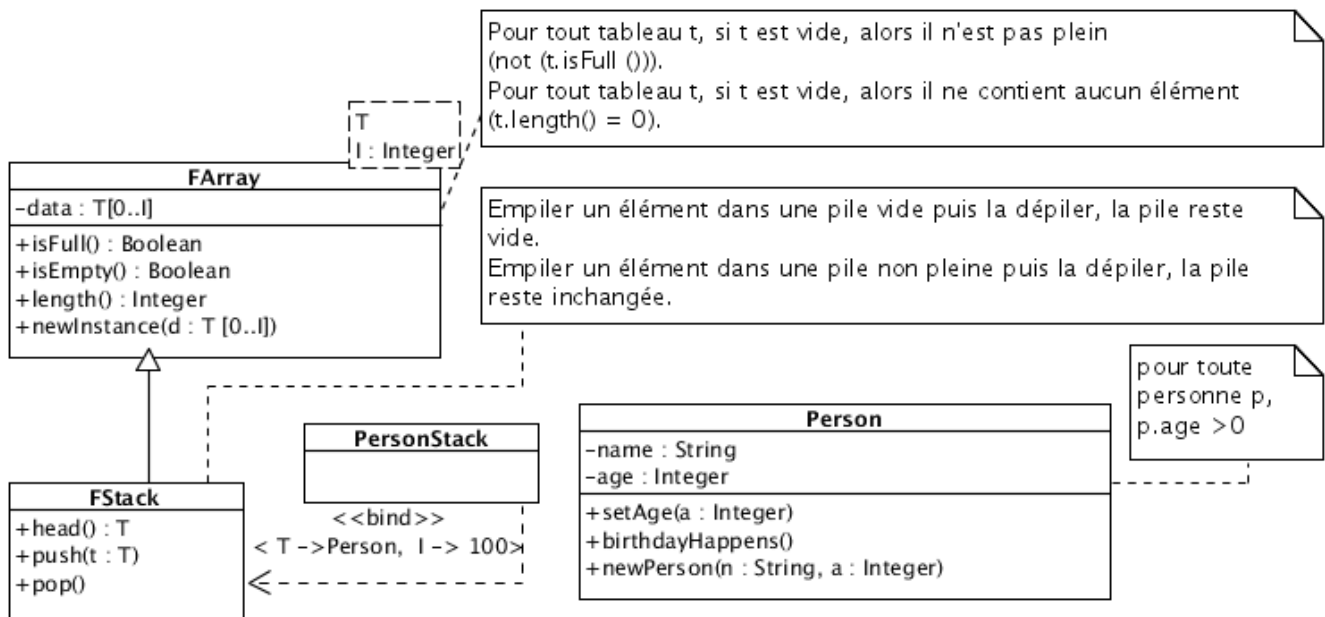 Pour tout tableau t, si t est vide, alors il n'est pas plein
(not (t.isFull ())).
Pour tout tableau t, si t est vide, alors il ne contient aucun élément
(t.length() = 0).
T
I : Integer
FArray
-data : T[0..I]
+isFull() : Boolean
+isEmpty() : Boolean
+length() : Integer
+newInstance(d : T [0..I])
Empiler un élément dans une pile vide puis la dépiler, la pile reste
vide.
Empiler un élément dans une pile non pleine puis la dépiler, la pile
reste inchangée.
pour toute
personne p,
p.age >0
PersonStack
Person
-name : String
-age : Integer
+setAge(a : Integer)
+birthdayHappens()
+newPerson(n : String, a : Integer)
FStack
+head() : T
+push(t : T)
+pop()
<<bind>>
< T ->Person, I -> 100>